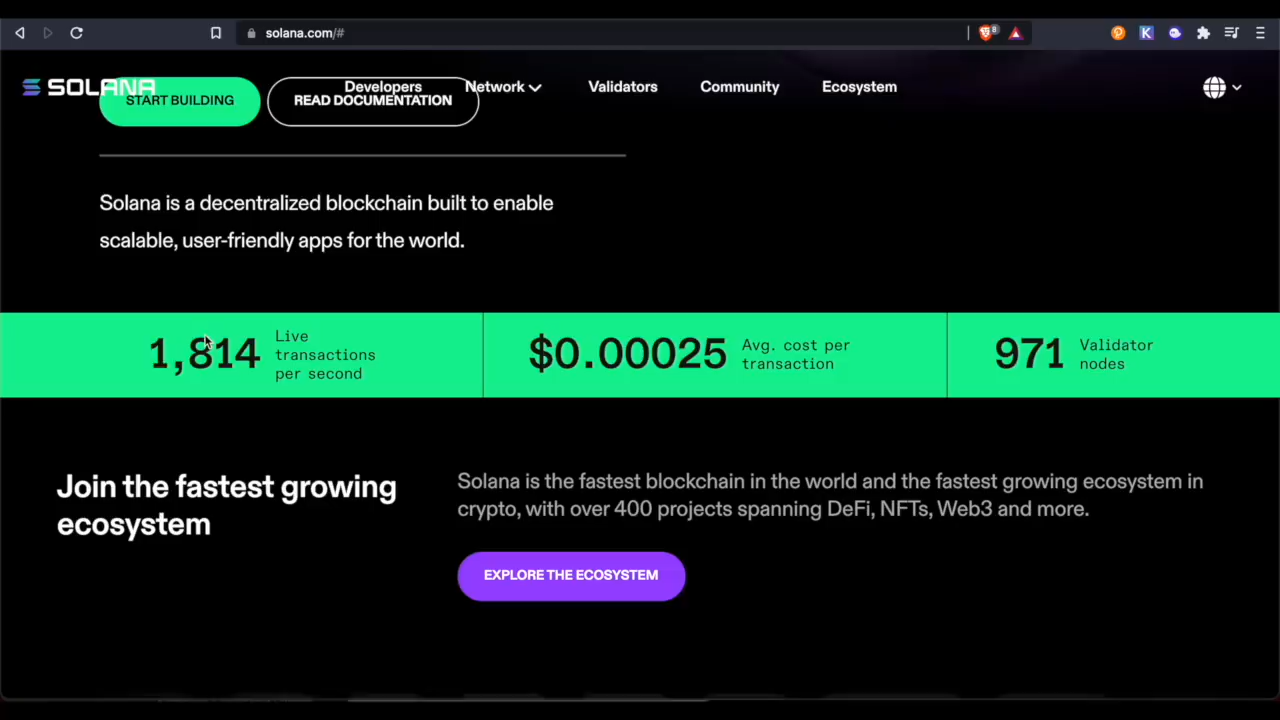 solana.com/#
8
K
SOLANA
Developers
Network
Validators
Community
Ecosystem
START BUILDING
READ DOCUMENTATION
Solana is a decentralized blockchain built to enable
scalable, user-friendly apps for the world.
1,814
Live
transactions
per second
$0.00025
Avg. cost per
transaction
971
Validator
nodes
Join the fastest growing
ecosystem
Solana is the fastest blockchain in the world and the fastest growing ecosystem in
crypto, with over 400 projects spanning DeFi, NFTs, Web3 and more.
EXPLORE THE ECOSYSTEM